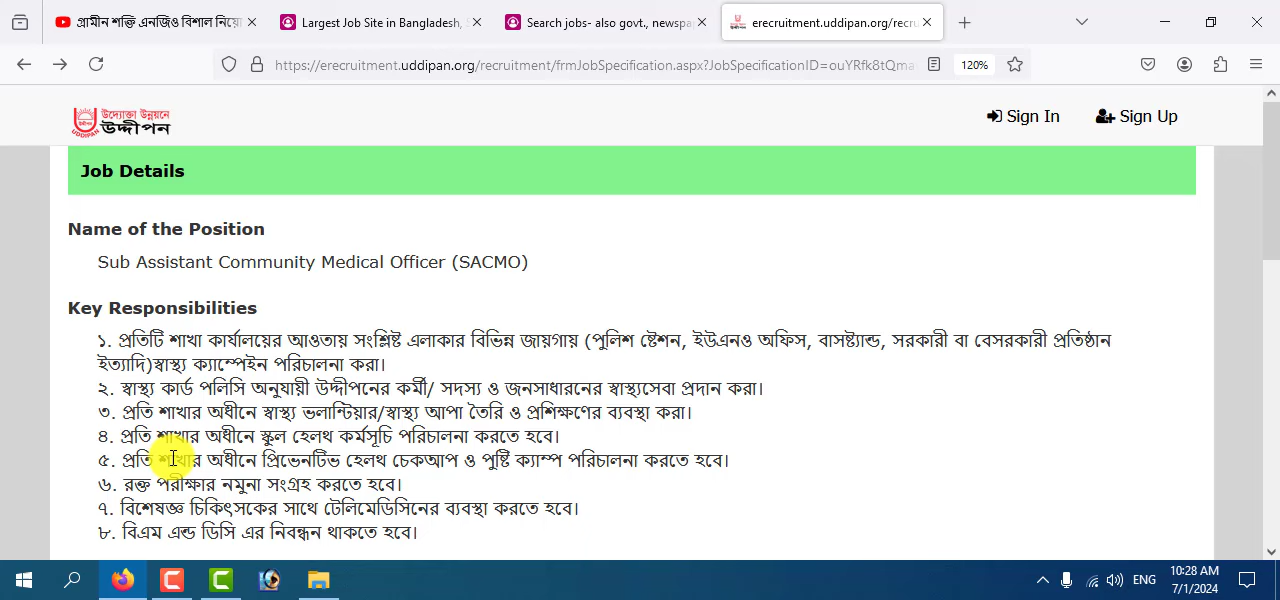 গ্রামীন শক্তি এনজিও বিশাল নিয়ো
Largest Job Site in Bangladesh,
Search jobs- also govt, newspa
erecruitment.uddipan.org/recru
https://erecruitment.uddipan.org/recruitment/frmJobSpecification.aspx?JobSpecificationID=ouYRfk8tQma
120%
উদ্যোক্তা উন্নয়নে
উদ্দীপন
UDDIPAN
Sign In
Sign Up
Job Details
Name of the Position
Sub Assistant Community Medical Officer (SACMO)
Key Responsibilities
১. প্রতিটি শাখা কার্যালয়ের আওতায় সংশ্লিষ্ট এলাকার বিভিন্ন জায়গায় (পুলিশ ষ্টেশন, ইউএনও অফিস, বাসষ্ট্যান্ড, সরকারী বা বেসরকারী প্রতিষ্ঠান
ইত্যাদি)স্বাস্থ্য ক্যাম্পেইন পরিচালনা করা।
২. স্বাস্থ্য কার্ড পলিসি অনুযায়ী উদ্দীপনের কর্মী/ সদস্য ও জনসাধারনের স্বাস্থ্যসেবা প্রদান করা।
৩. প্রতি শাখার অধীনে স্বাস্থ্য ভলান্টিয়ার/স্বাস্থ্য আপা তৈরি ও প্রশিক্ষণের ব্যবস্থা করা।
৪. প্রতি শাখার অধীনে স্কুল হেলথ কর্মসূচি পরিচালনা করতে হবে।
৫. প্রতি শাখার অধীনে প্রিভেনটিভ হেলথ চেকআপ ও পুষ্টি ক্যাম্প পরিচালনা করতে হবে।
৬. রক্ত পরীক্ষার নমুনা সংগ্রহ করতে হবে।
৭. বিশেষজ্ঞ চিকিৎসকের সাথে টেলিমেডিসিনের ব্যবস্থা করতে হবে।
৮. বিএম এন্ড ডিসি এর নিবন্ধন থাকতে হবে।
ENG
10:28 AM
7/1/2024